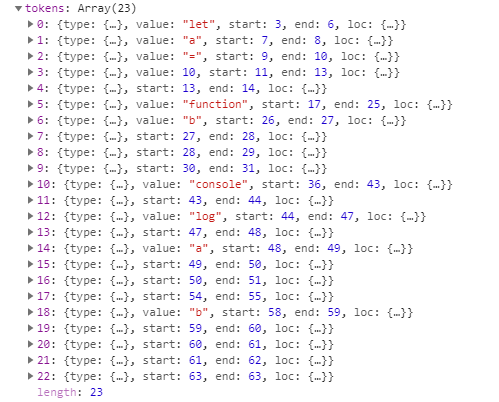 ▼ tokens: Array(23)
▶ 0: {type: {…}, value: "let", start: 3, end: 6, loc: {…}}
▶ 1: {type: {…}, value: "a", start: 7, end: 8, loc: {…}}
▶ 2: {type: {…}, value: "=", start: 9, end: 10, loc: {…}}
▶ 3: {type: {…}, value: 10, start: 11, end: 13, loc: {…}}
▶ 4: {type: {…}, start: 13, end: 14, loc: {…}}
▶ 5: {type: {…}, value: "function", start: 17, end: 25, loc: {…}}
▶ 6: {type: {…}, value: "b", start: 26, end: 27, loc: {…}}
▶ 7: {type: {…}, start: 27, end: 28, loc: {…}}
▶ 8: {type: {…}, start: 28, end: 29, loc: {…}}
▶ 9: {type: {…}, start: 30, end: 31, loc: {…}}
▶ 10: {type: {…}, value: "console", start: 36, end: 43, loc: {…}}
▶ 11: {type: {…}, start: 43, end: 44, loc: {…}}
▶ 12: {type: {…}, value: "log", start: 44, end: 47, loc: {…}}
▶ 13: {type: {…}, start: 47, end: 48, loc: {…}}
▶ 14: {type: {…}, value: "a", start: 48, end: 49, loc: {…}}
▶ 15: {type: {…}, start: 49, end: 50, loc: {…}}
▶ 16: {type: {…}, start: 50, end: 51, loc: {…}}
▶ 17: {type: {…}, start: 54, end: 55, loc: {…}}
▶ 18: {type: {…}, value: "b", start: 58, end: 59, loc: {…}}
▶ 19: {type: {…}, start: 59, end: 60, loc: {…}}
▶ 20: {type: {…}, start: 60, end: 61, loc: {…}}
▶ 21: {type: {…}, start: 61, end: 62, loc: {…}}
▶ 22: {type: {…}, start: 63, end: 63, loc: {…}}
length: 23